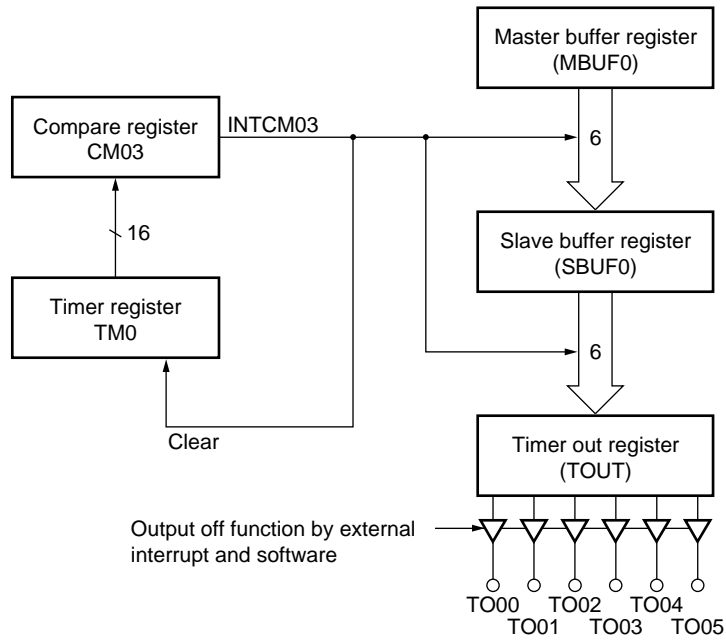 Master buffer register
(MBUF0)
Compare register
CM03
INTCM03
6
16
Slave buffer register
(SBUF0)
Timer register
TM0
6
Clear
Timer out register
(TOUT)
Output off function by external
interrupt and software
TO00 TO02 TO04
TO01 TO03 TO05